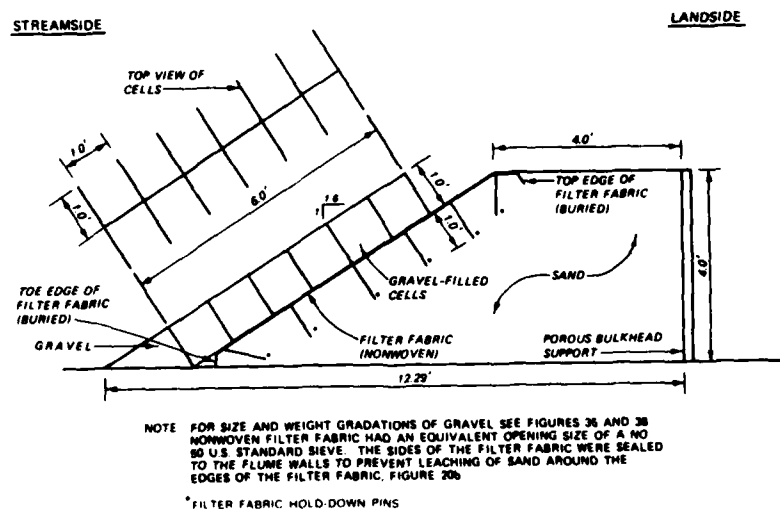 STREAMSIDE
LANDSIDE
TOP VIEW OF
CELLS
1.0'
1.0'
6.0'
1.6
1
1.0'
1.0'
4.0'
TOP EDGE OF
FILTER FABRIC
(BURIED)
4.0'
SAND
GRAVEL-FILLED
CELLS
TOE EDGE OF
FILTER FABRIC
(BURIED)
GRAVEL
FILTER FABRIC
(NONWOVEN)
POROUS BULKHEAD
SUPPORT
12.29'
NOTE FOR SIZE AND WEIGHT GRADATIONS OF GRAVEL SEE FIGURES 36 AND 38
NONWOVEN FILTER FABRIC HAD AN EQUIVALENT OPENING SIZE OF A NO
50 U.S. STANDARD SIEVE. THE SIDES OF THE FILTER FABRIC WERE SEALED
TO THE FLUME WALLS TO PREVENT LEACHING OF SAND AROUND THE
EDGES OF THE FILTER FABRIC, FIGURE 20b
*FILTER FABRIC HOLD-DOWN PINS